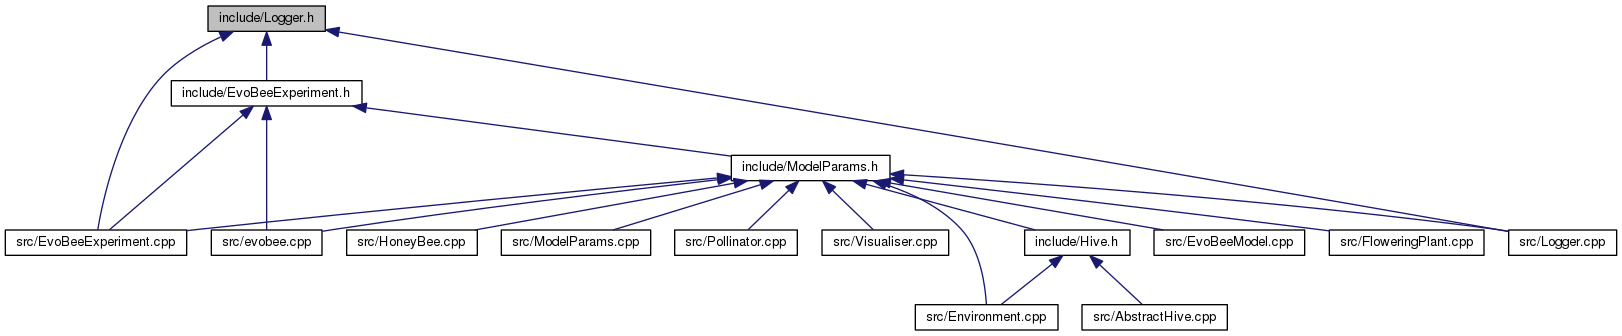 include/Logger.h
include/EvoBeeExperiment.h
include/ModelParams.h
src/EvoBeeExperiment.cpp
src/evobee.cpp
src/HoneyBee.cpp
src/ModelParams.cpp
src/Pollinator.cpp
src/Visualiser.cpp
include/Hive.h
src/EvoBeeModel.cpp
src/FloweringPlant.cpp
src/Logger.cpp
src/Environment.cpp
src/AbstractHive.cpp